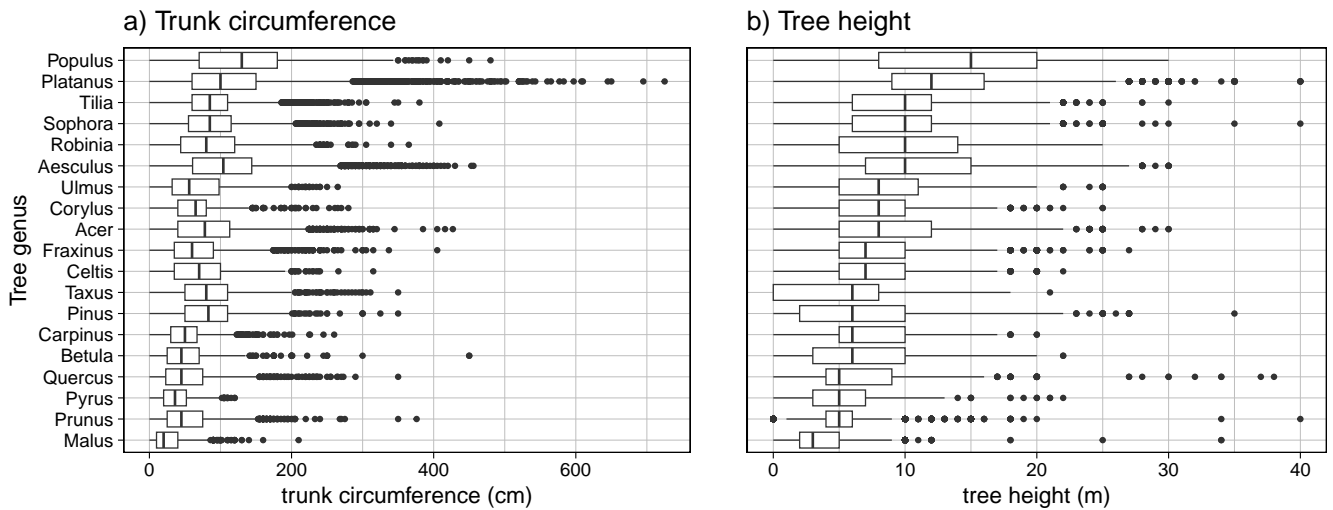 a) Trunk circumference
b) Tree height
Tree genus
Populus
Platanus
Tilia
Sophora
Robinia
Aesculus
Ulmus
Corylus
Acer
Fraxinus
Celtis
Taxus
Pinus
Carpinus
Betula
Quercus
Pyrus
Prunus
Malus
0 200 400 600
trunk circumference (cm)
0 10 20 30 40
tree height (m)